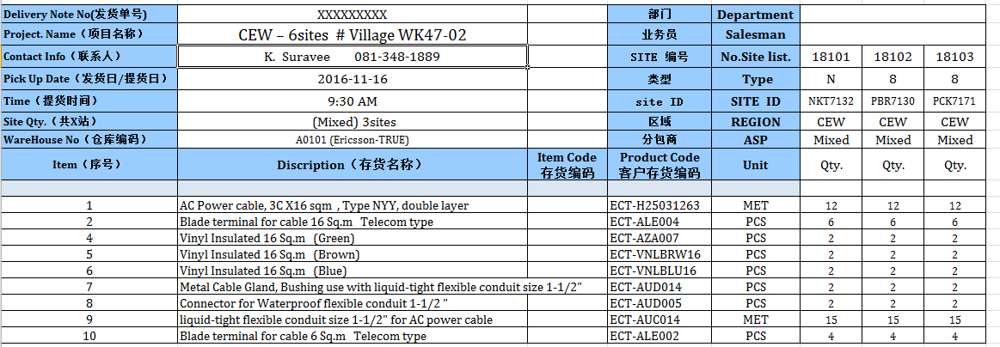 Delivery Note No(发货单号) XXXXXXXXX 部门 Department
Project. Name（项目名称） CEW – 6sites # Village WK47-02 业务员 Salesman
Contact Info（联系人） K. Suravee 081-348-1889 SITE 编号 No.Site list. 18101 18102 18103
Pick Up Date（发货日/提货日） 2016-11-16 类型 Type N 8 8
Time（提货时间） 9:30 AM site ID SITE ID NKT7132 PBR7130 PCK7171
Site Qty.（共X站） (Mixed) 3sites 区域 REGION CEW CEW CEW
WareHouse No（仓库编码） A0101 (Ericsson-TRUE) 分包商 ASP Mixed Mixed Mixed
Item（序号） Discription（存货名称） Item Code 存货编码 Product Code 客户存货编码 Unit Qty. Qty. Qty.
1 AC Power cable, 3C X16 sqm , Type NYY, double layer ECT-H25031263 MET 12 12 12
2 Blade terminal for cable 16 Sq.m Telecom type ECT-ALE004 PCS 6 6 6
4 Vinyl Insulated 16 Sq.m (Green) ECT-AZA007 PCS 2 2 2
5 Vinyl Insulated 16 Sq.m (Brown) ECT-VNLBRW16 PCS 2 2 2
6 Vinyl Insulated 16 Sq.m (Blue) ECT-VNLBLU16 PCS 2 2 2
7 Metal Cable Gland, Bushing use with liquid-tight flexible conduit size 1-1/2" ECT-AUD014 PCS 2 2 2
8 Connector for Waterproof flexible conduit 1-1/2 " ECT-AUD005 PCS 2 2 2
9 liquid-tight flexible conduit size 1-1/2" for AC power cable ECT-AUC014 MET 15 15 15
10 Blade terminal for cable 6 Sq.m Telecom type ECT-ALE002 PCS 4 4 4